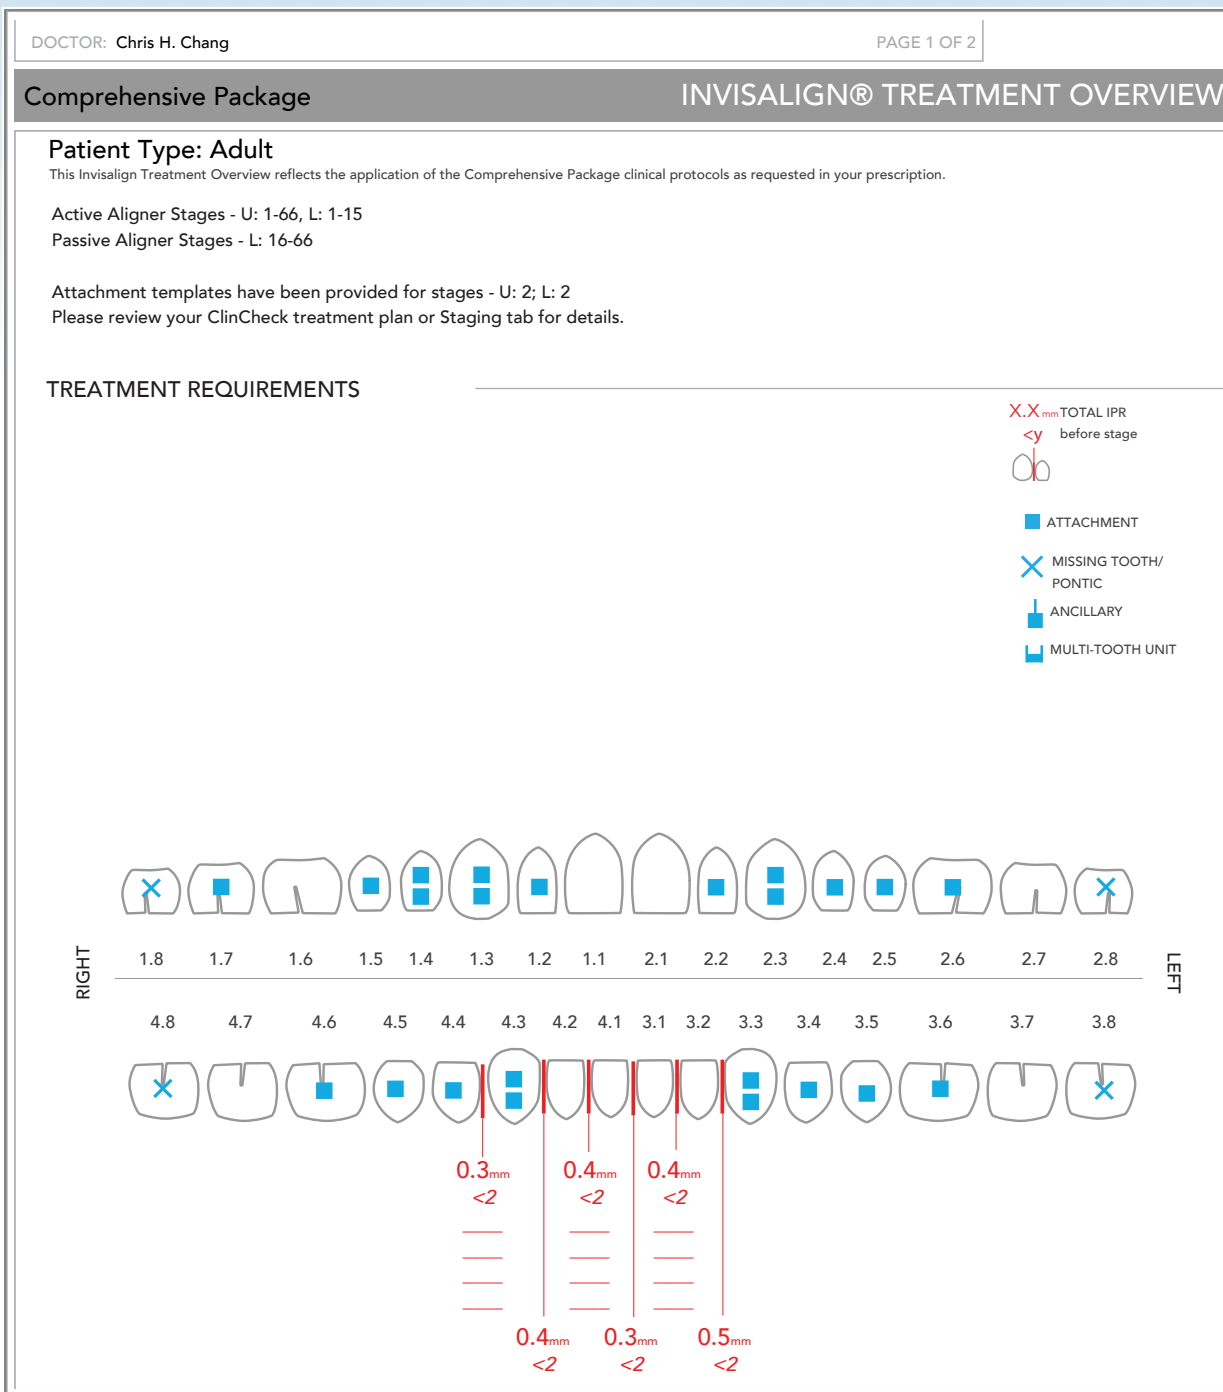 DOCTOR: Chris H. Chang PAGE 1 OF 2
Comprehensive Package INVISALIGN® TREATMENT OVERVIEW
Patient Type: Adult
This Invisalign Treatment Overview reflects the application of the Comprehensive Package clinical protocols as requested in your prescription.
Active Aligner Stages - U: 1-66, L: 1-15
Passive Aligner Stages - L: 16-66
Attachment templates have been provided for stages - U: 2; L: 2
Please review your ClinCheck treatment plan or Staging tab for details.
TREATMENT REQUIREMENTS
X.X mm TOTAL IPR
<y before stage
ATTACHMENT
MISSING TOOTH/
PONTIC
ANCILLARY
MULTI-TOOTH UNIT
RIGHT
1.8 1.7 1.6 1.5 1.4 1.3 1.2 1.1 2.1 2.2 2.3 2.4 2.5 2.6 2.7 2.8
LEFT
4.8 4.7 4.6 4.5 4.4 4.3 4.2 4.1 3.1 3.2 3.3 3.4 3.5 3.6 3.7 3.8
0.3mm 0.4mm 0.4mm
<2 <2 <2
0.4mm 0.3mm 0.5mm
<2 <2 <2